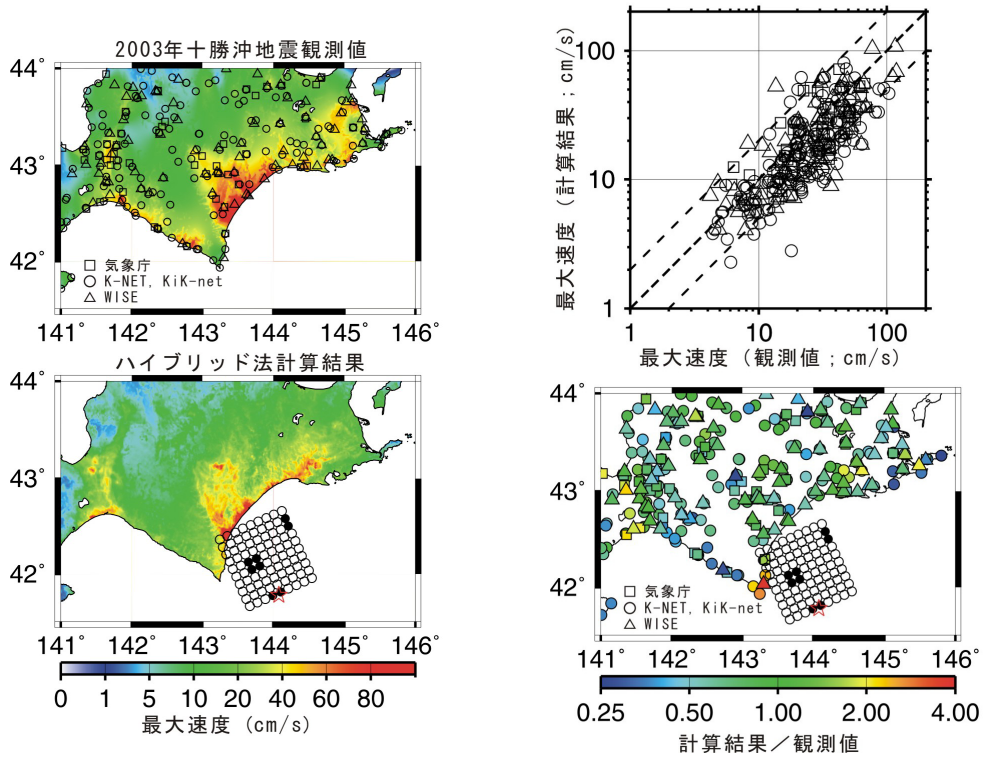 2003年十勝沖地震観測値
44°
43°
42°
□ 気象庁
○ K-NET, KiK-net
△ WISE
141° 142° 143° 144° 145° 146°
ハイブリッド法計算結果
44°
43°
42°
141° 142° 143° 144° 145° 146°
0 1 5 10 20 40 60 80
最大速度 (cm/s)
最大速度 (計算結果;cm/s)
100
10
1
1 10 100
最大速度 (観測値;cm/s)
44°
43°
42°
□ 気象庁
○ K-NET, KiK-net
△ WISE
141° 142° 143° 144° 145° 146°
0.25 0.50 1.00 2.00 4.00
計算結果/観測値